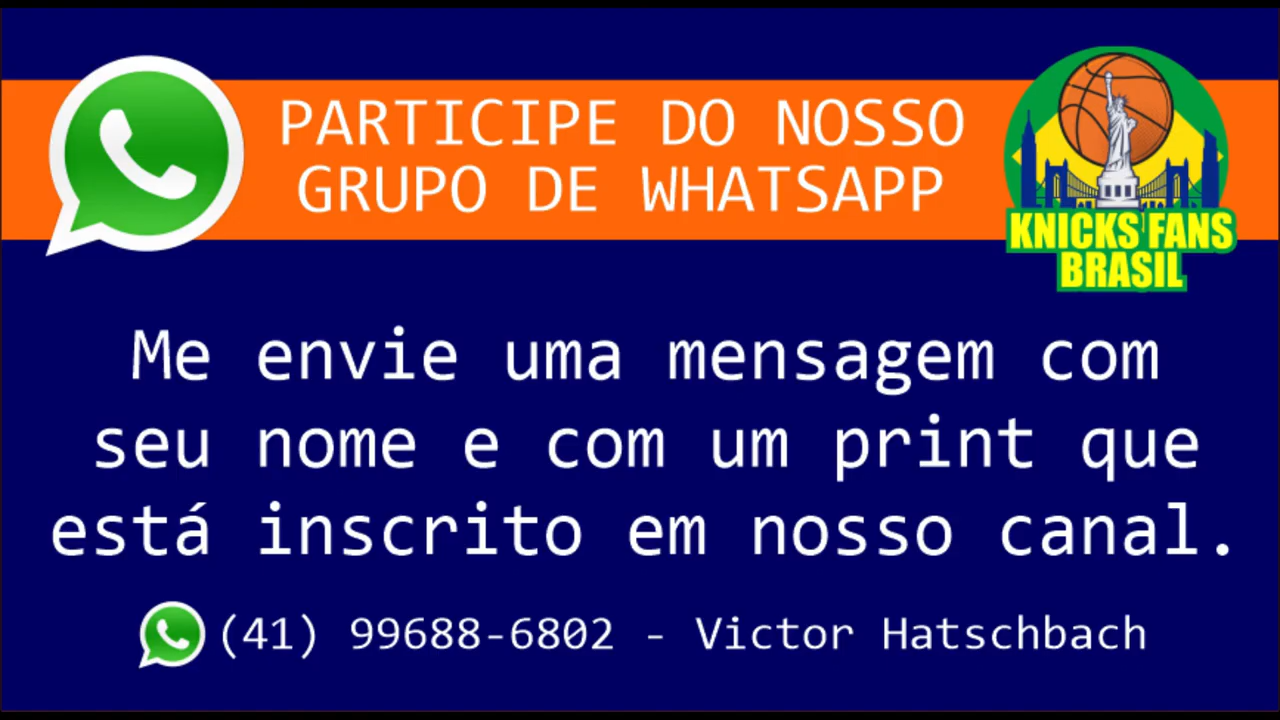 PARTICIPE DO NOSSO
GRUPO DE WHATSAPP
KNICKS FANS
BRASIL
Me envie uma mensagem com
seu nome e com um print que
está inscrito em nosso canal.
(41) 99688-6802 - Victor Hatschbach